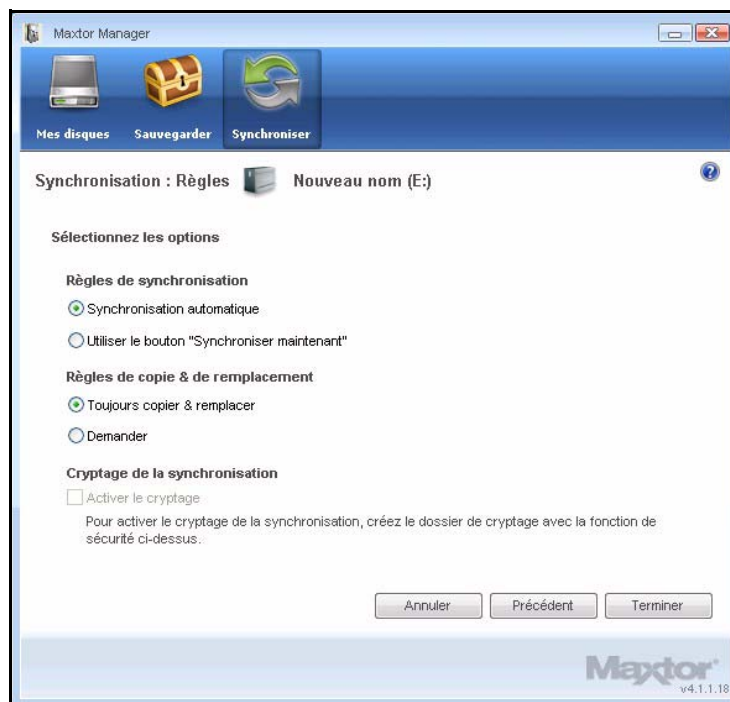 Maxtor Manager
Mes disques
Sauvegarder
Synchroniser
Synchronisation : Règles
Nouveau nom (E:)
Sélectionnez les options
Règles de synchronisation
Synchronisation automatique
Utiliser le bouton "Synchroniser maintenant"
Règles de copie & de remplacement
Toujours copier & remplacer
Demander
Cryptage de la synchronisation
Activer le cryptage
Pour activer le cryptage de la synchronisation, créez le dossier de cryptage avec la fonction de
sécurité ci-dessus.
Annuler
Précédent
Terminer
Maxtor
v4.1.1.18